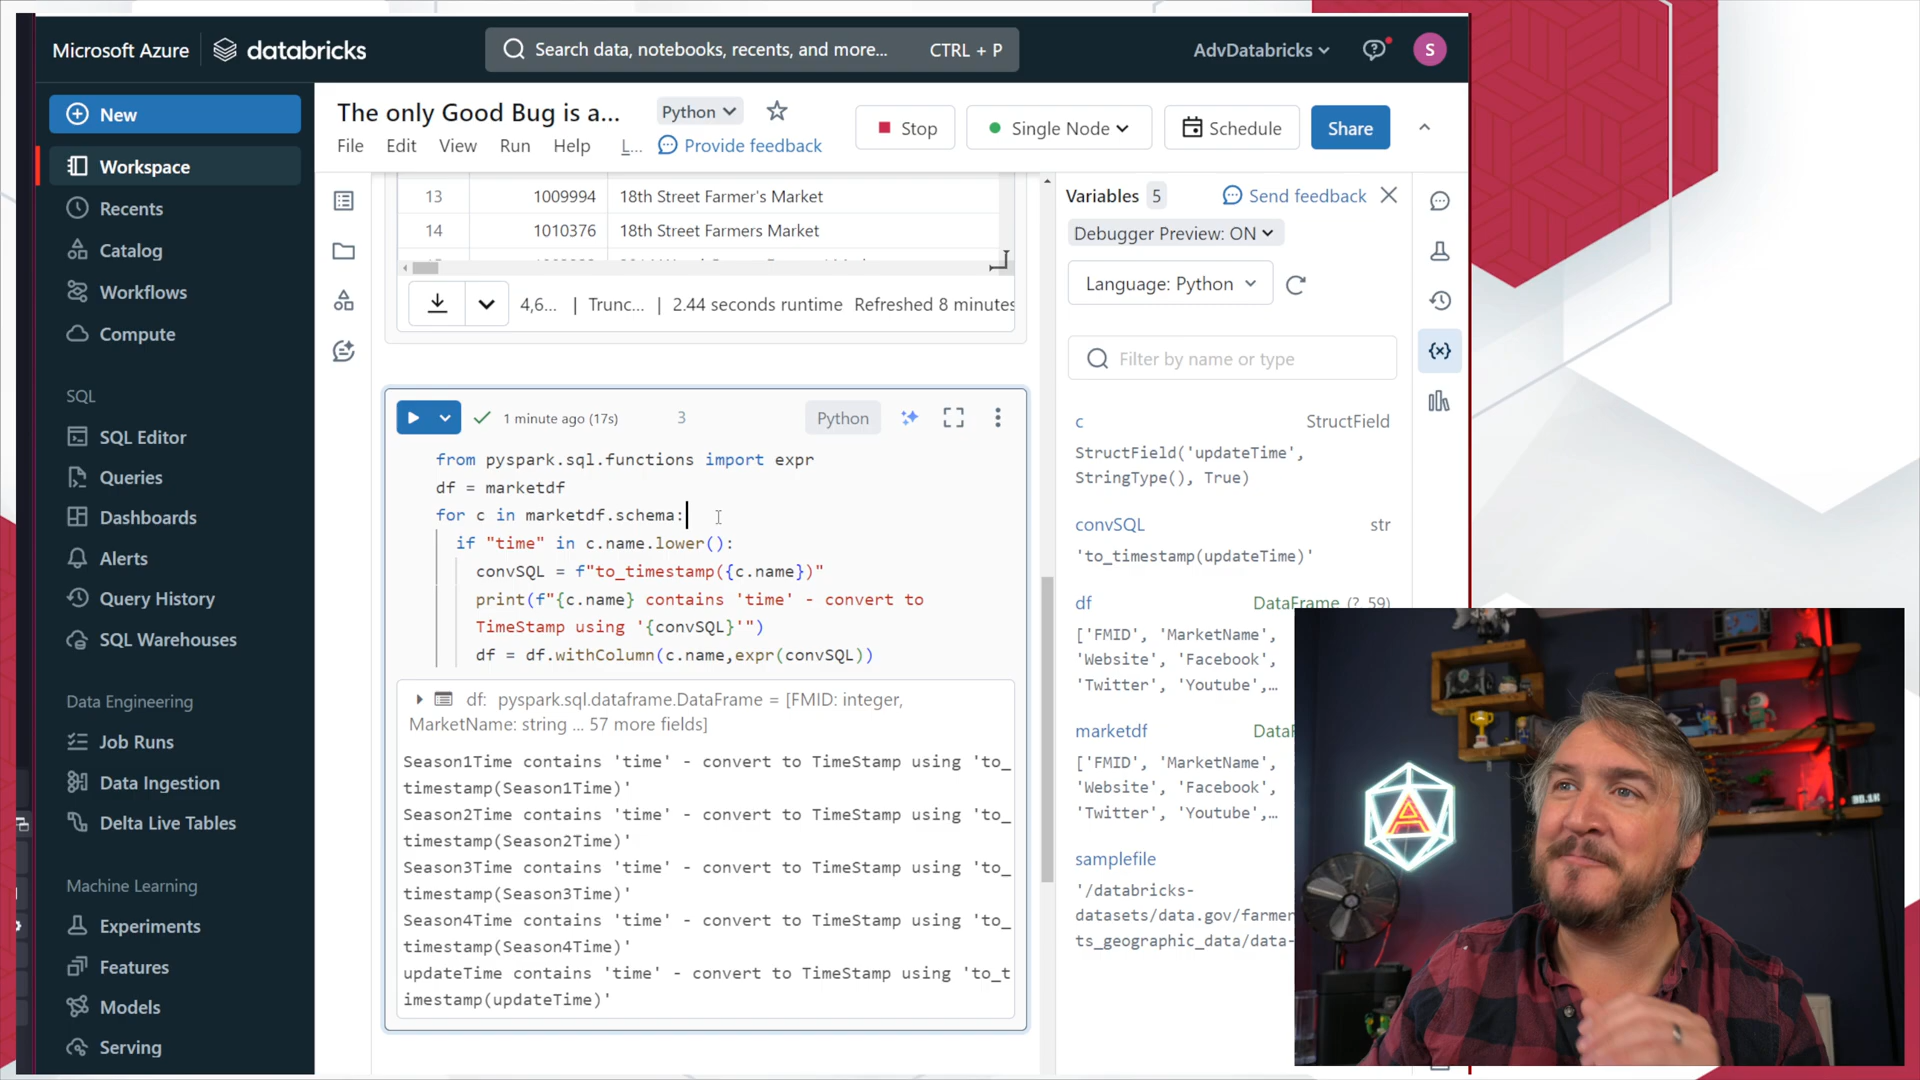 Microsoft Azure
databricks
Search data, notebooks, recents, and more...
CTRL + P
AdvDatabricks
S
New
Workspace
Recents
Catalog
Workflows
Compute
SQL
SQL Editor
Queries
Dashboards
Alerts
Query History
SQL Warehouses
Data Engineering
Job Runs
Data Ingestion
Delta Live Tables
Machine Learning
Experiments
Features
Models
Serving
The only Good Bug is a...
Python
Stop
Single Node
Schedule
Share
File Edit View Run Help L...
Provide feedback
13 1009994 18th Street Farmer's Market
14 1010376 18th Street Farmers Market
4,6... | Trunc... | 2.44 seconds runtime Refreshed 8 minutes
1 minute ago (17s)
3
Python
from pyspark.sql.functions import expr
df = marketdf
for c in marketdf.schema:
if "time" in c.name.lower():
convSQL = f"to_timestamp({c.name})"
print(f"{c.name} contains 'time' - convert to
TimeStamp using '{convSQL}'")
df = df.withColumn(c.name,expr(convSQL))
df: pyspark.sql.dataframe.DataFrame = [FMID: integer,
MarketName: string ... 57 more fields]
Season1Time contains 'time' - convert to TimeStamp using 'to_
timestamp(Season1Time)'
Season2Time contains 'time' - convert to TimeStamp using 'to_
timestamp(Season2Time)'
Season3Time contains 'time' - convert to TimeStamp using 'to_
timestamp(Season3Time)'
Season4Time contains 'time' - convert to TimeStamp using 'to_
timestamp(Season4Time)'
updateTime contains 'time' - convert to TimeStamp using 'to_t
imestamp(updateTime)'
Variables 5
Send feedback
Debugger Preview: ON
Language: Python
Filter by name or type
c StructField
StructField('updateTime',
StringType(), True)
convSQL str
'to_timestamp(updateTime)'
df DataFrame (?, 59)
['FMID', 'MarketName',
'Website', 'Facebook',
'Twitter', 'Youtube',…
marketdf
['FMID', 'MarketName',
'Website', 'Facebook',
'Twitter', 'Youtube',…
samplefile
'/databricks-
datasets/data.gov/farmer
ts_geographic_data/data-